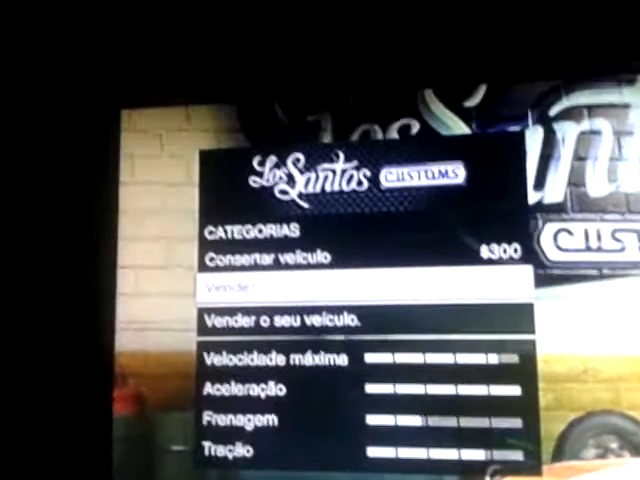 Los Santos CUSTOMS
CATEGORIAS
Consertar veículo $300
Vender
Vender o seu veículo.
Velocidade máxima
Aceleração
Frenagem
Tração